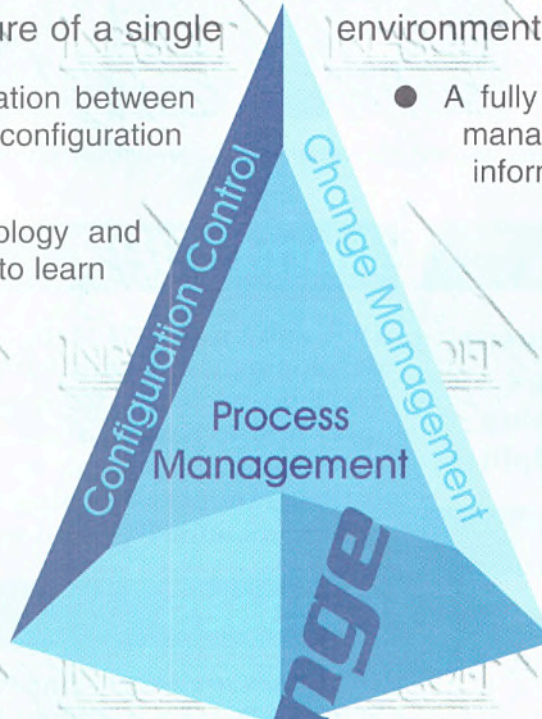 ure of a single
ation between
configuration
ology and
to learn
environment
● A fully
mana
inforr
Configuration Control
Change Management
Process
Management
nge